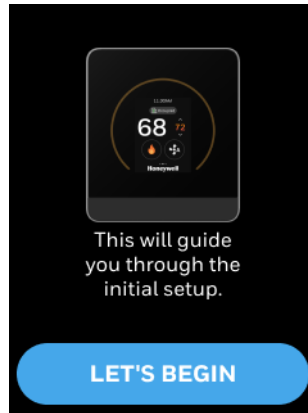 68
72
Honeywell
This will guide
you through the
initial setup.
LET'S BEGIN